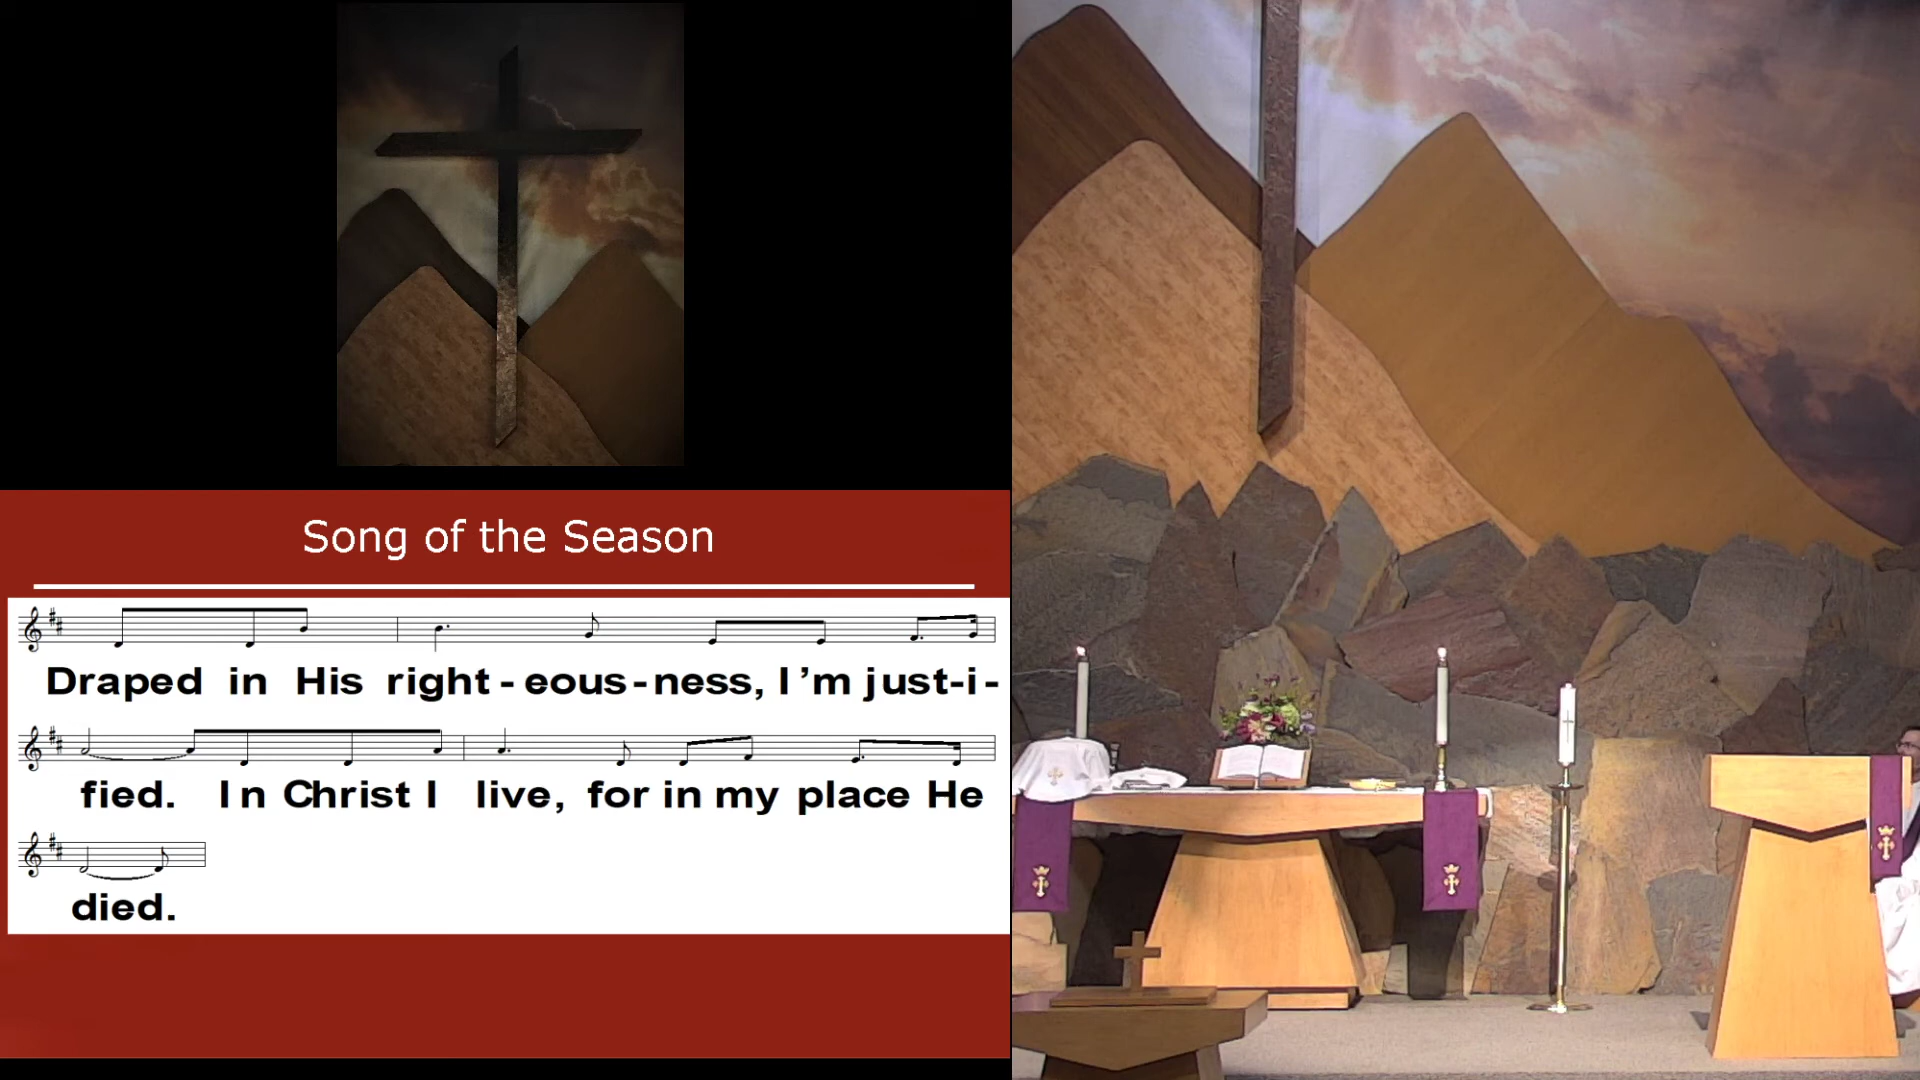 Song of the Season
Draped in His right - eous - ness, I 'm just-i-
fied. In Christ I live, for in my place He
died.